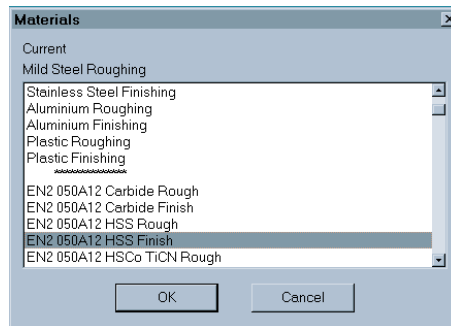 Materials
Current
Mild Steel Roughing
Stainless Steel Finishing
Aluminium Roughing
Aluminium Finishing
Plastic Roughing
Plastic Finishing
**************
EN2 050A12 Carbide Rough
EN2 050A12 Carbide Finish
EN2 050A12 HSS Rough
EN2 050A12 HSS Finish
EN2 050A12 HSCo TiCN Rough
OK
Cancel